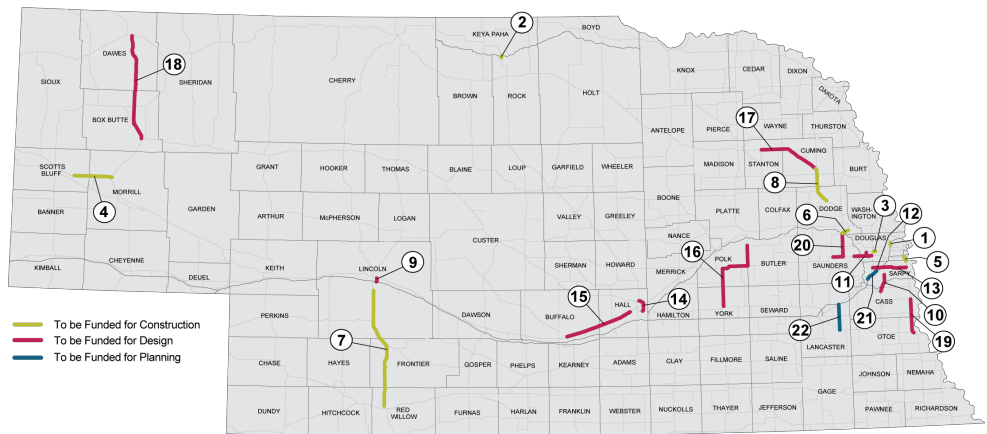 KEYA PAHA
2
BOYD
DAWES
18
SIOUX
SHERIDAN
CHERRY
BROWN
ROCK
HOLT
KNOX
CEDAR
DIXON
DAKOTA
BOX BUTTE
17
ANTELOPE
PIERCE
WAYNE
THURSTON
SCOTTS
BLUFF
MORRILL
GRANT
HOOKER
THOMAS
BLAINE
LOUP
GARFIELD
WHEELER
MADISON
STANTON
CUMING
BURT
8
4
BANNER
GARDEN
ARTHUR
McPHERSON
LOGAN
CUSTER
VALLEY
GREELEY
BOONE
PLATTE
COLFAX
DODGE
WASH-
INGTON
3
12
6
NANCE
DOUGLAS
1
KIMBALL
CHEYENNE
DEUEL
KEITH
LINCOLN
9
SHERMAN
HOWARD
MERRICK
16
POLK
BUTLER
20
SAUNDERS
11
5
SARPY
13
PERKINS
DAWSON
15
BUFFALO
HALL
14
HAMILTON
YORK
SEWARD
22
21
CASS
10
To be Funded for Construction
To be Funded for Design
To be Funded for Planning
7
LANCASTER
OTOE
19
CHASE
HAYES
FRONTIER
GOSPER
PHELPS
KEARNEY
ADAMS
CLAY
FILLMORE
SALINE
GAGE
JOHNSON
NEMAHA
DUNDY
HITCHCOCK
RED
WILLOW
FURNAS
HARLAN
FRANKLIN
WEBSTER
NUCKOLLS
THAYER
JEFFERSON
PAWNEE
RICHARDSON